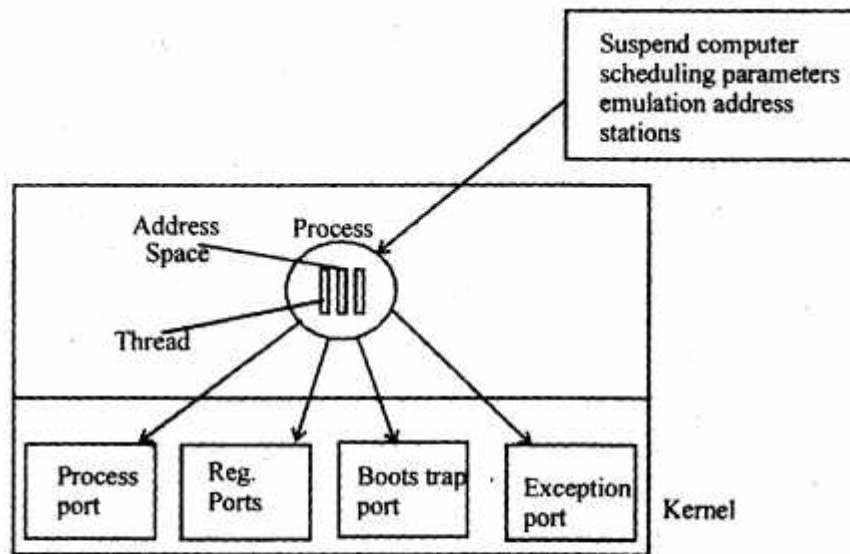 Suspend computer
scheduling parameters
emulation address
stations
Address
Space
Process
Thread
Process
port
Reg.
Ports
Boots trap
port
Exception
port
Kernel